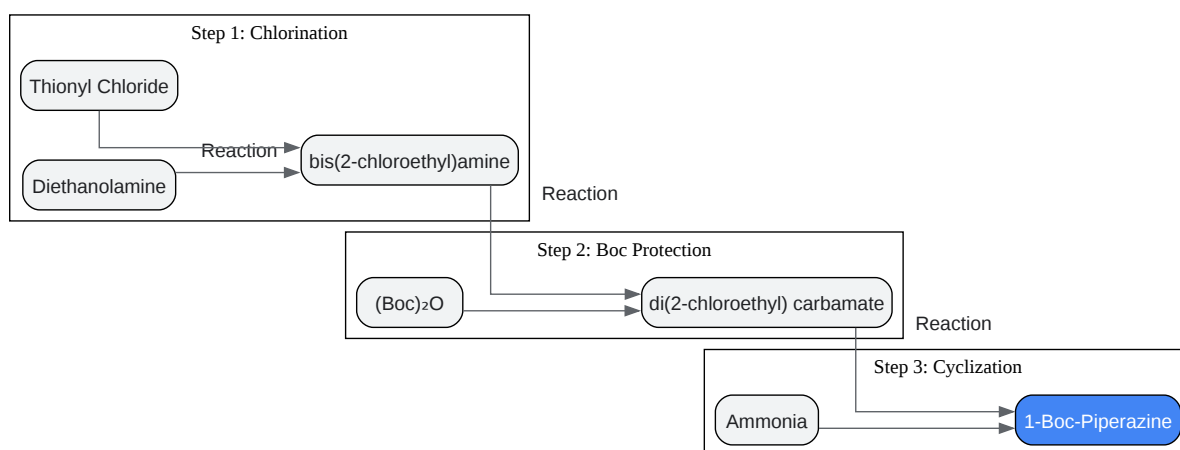 Step 1: Chlorination
Thionyl Chloride
Reaction
bis(2-chloroethyl)amine
Diethanolamine
Reaction
Step 2: Boc Protection
(Boc)₂O
di(2-chloroethyl) carbamate
Reaction
Step 3: Cyclization
Ammonia
1-Boc-Piperazine